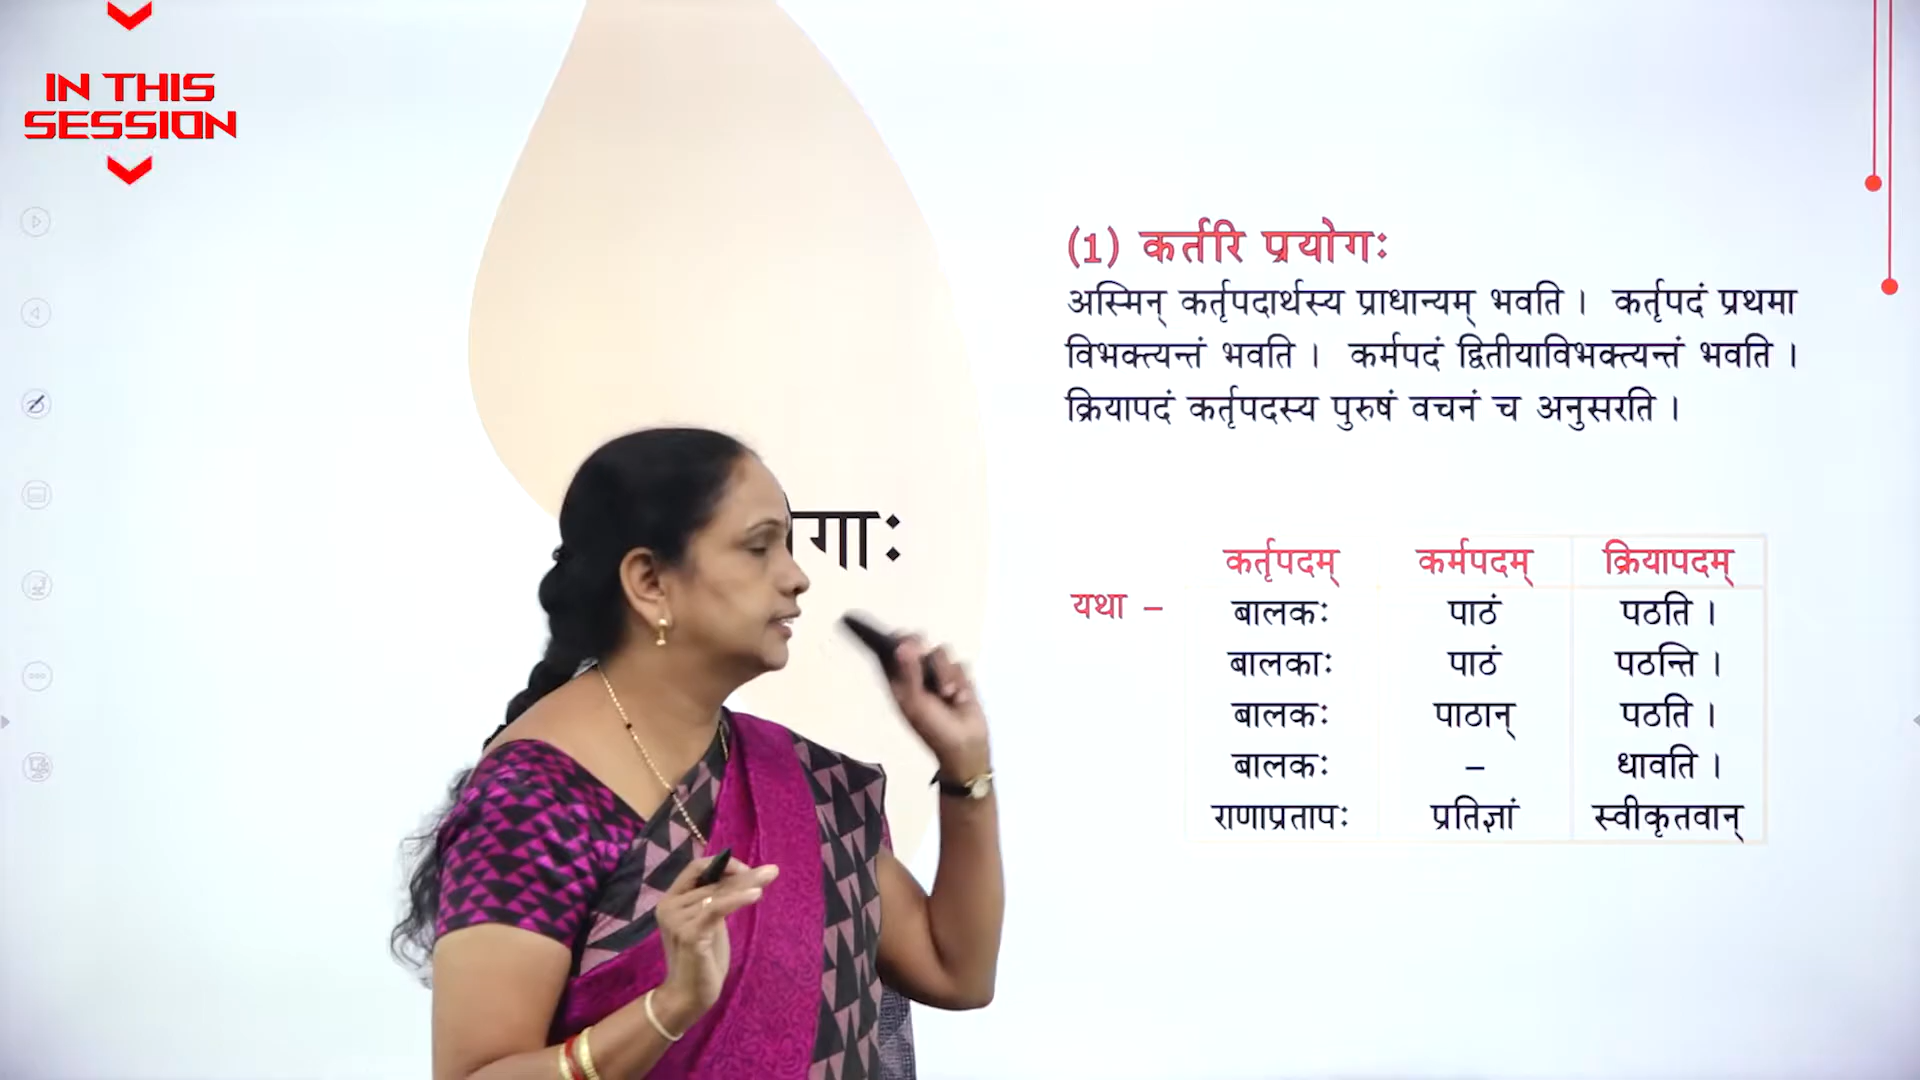 IN THIS
SESSION
(1) कर्तरि प्रयोगः
अस्मिन् कर्तृपदार्थस्य प्राधान्यम् भवति । कर्तृपदं प्रथमा
विभक्त्यन्तं भवति । कर्मपदं द्वितीयाविभक्त्यन्तं भवति ।
क्रियापदं कर्तृपदस्य पुरुषं वचनं च अनुसरति ।
कर्तृपदम् कर्मपदम् क्रियापदम्
यथा – बालकः पाठं पठति ।
बालकाः पाठं पठन्ति ।
बालकः पाठान् पठति ।
बालकः – धावति ।
राणाप्रतापः प्रतिज्ञां स्वीकृतवान्